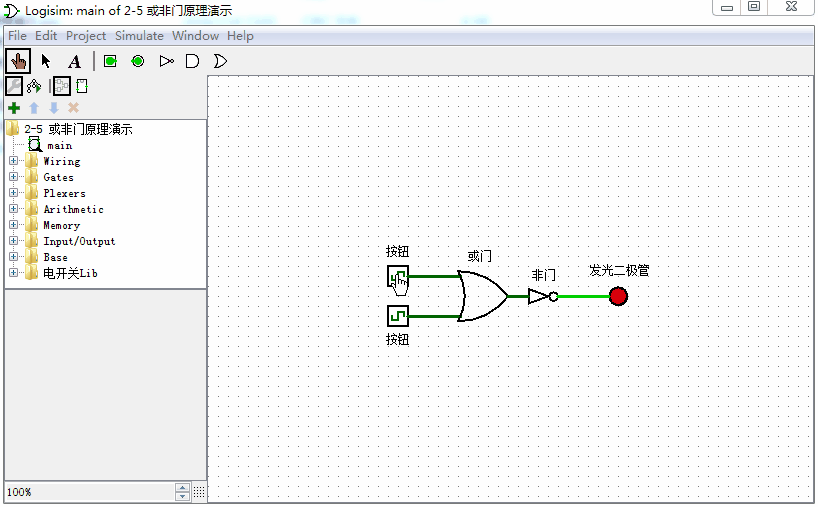 Logisim: main of 2-5 或非门原理演示
File Edit Project Simulate Window Help
A
2-5 或非门原理演示
main
Wiring
Gates
Plexers
Arithmetic
Memory
Input/Output
Base
电开关Lib
按钮
或门
非门
发光二极管
按钮
100%